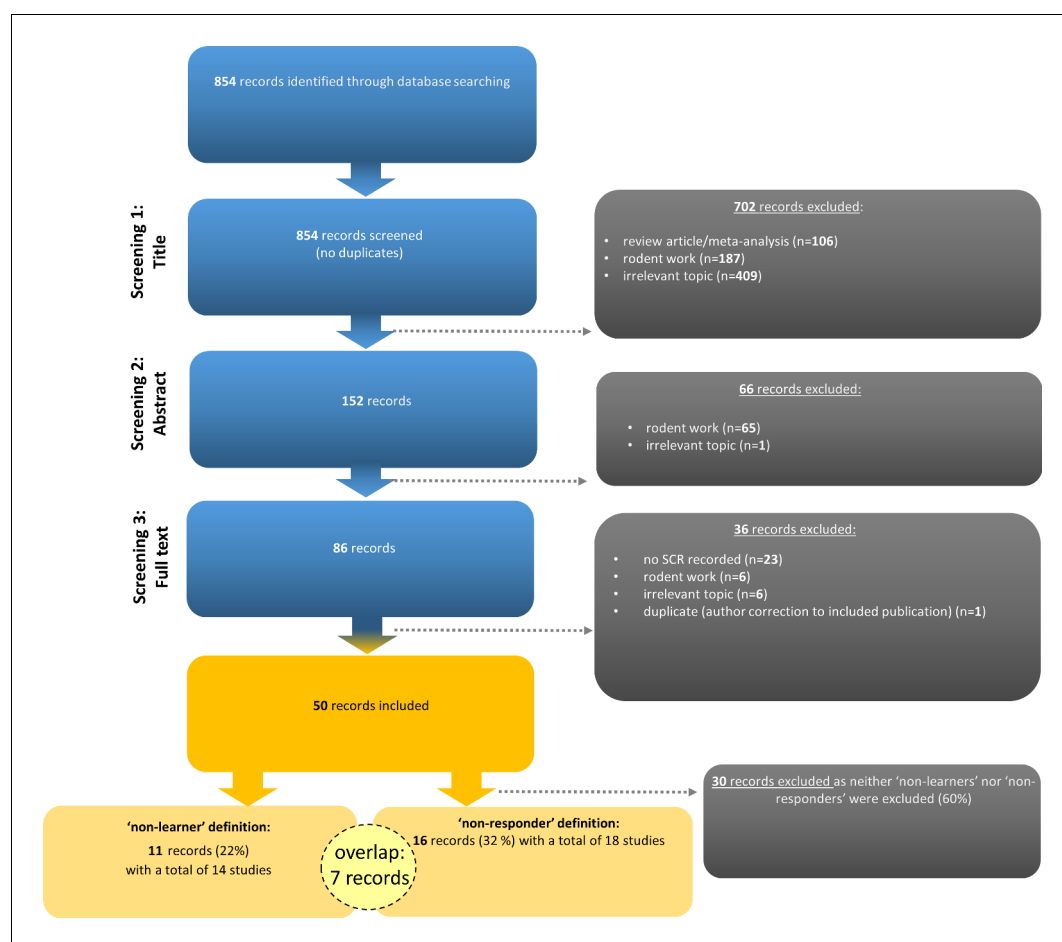 854 records identified through database searching
Screening 1:
Title
854 records screened
(no duplicates)
702 records excluded:
• review article/meta-analysis (n=106)
• rodent work (n=187)
• irrelevant topic (n=409)
Screening 2:
Abstract
152 records
66 records excluded:
• rodent work (n=65)
• irrelevant topic (n=1)
Screening 3:
Full text
86 records
36 records excluded:
• no SCR recorded (n=23)
• rodent work (n=6)
• irrelevant topic (n=6)
• duplicate (author correction to included publication) (n=1)
50 records included
30 records excluded as neither ‘non-learners’ nor ‘non-
responders’ were excluded (60%)
‘non-learner’ definition:
11 records (22%)
with a total of 14 studies
overlap:
7 records
‘non-responder’ definition:
16 records (32 %) with a total of 18 studies